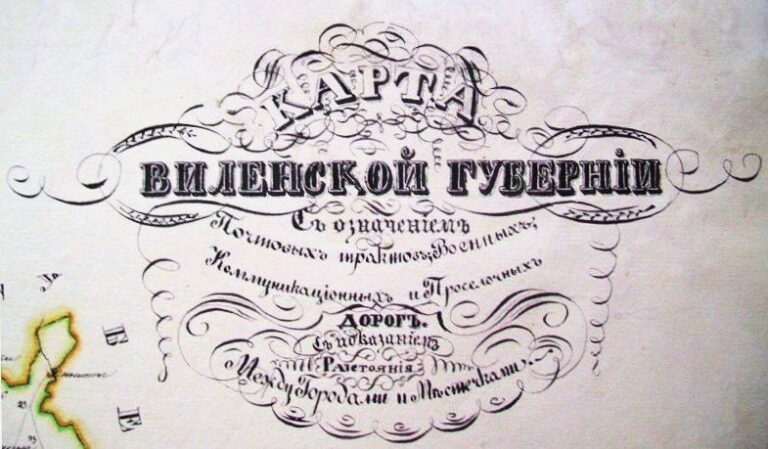 КАРТА
ВИЛЕНСКОЙ ГУБЕРНІИ
Съ означеніемъ
Почтовыхъ трактовъ; Военныхъ;
Коммуникаціонныхъ и Проселочныхъ
ДОРОГЪ.
Съ показаніемъ
Разстоянія
Между Городами и Мѣстечками.
У
В
Е